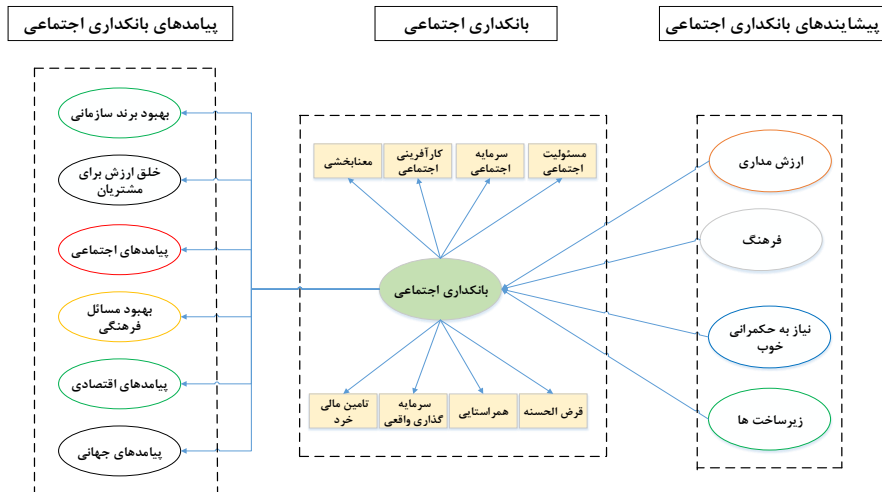 پیشایندهای بانکداری اجتماعی
بانکداری اجتماعی
پیامدهای بانکداری اجتماعی
ارزش مداری
فرهنگ
نیاز به حکمرانی
خوب
زیرساخت ها
مسئولیت
اجتماعی
سرمایه
اجتماعی
کارآفرینی
اجتماعی
معنابخشی
بانکداری اجتماعی
قرض الحسنه
همراستایی
سرمایه
گذاری واقعی
تامین مالی
خرد
بهبود برند سازمانی
خلق ارزش برای
مشتریان
پیامدهای اجتماعی
بهبود مسائل
فرهنگی
پیامدهای اقتصادی
پیامدهای جهانی